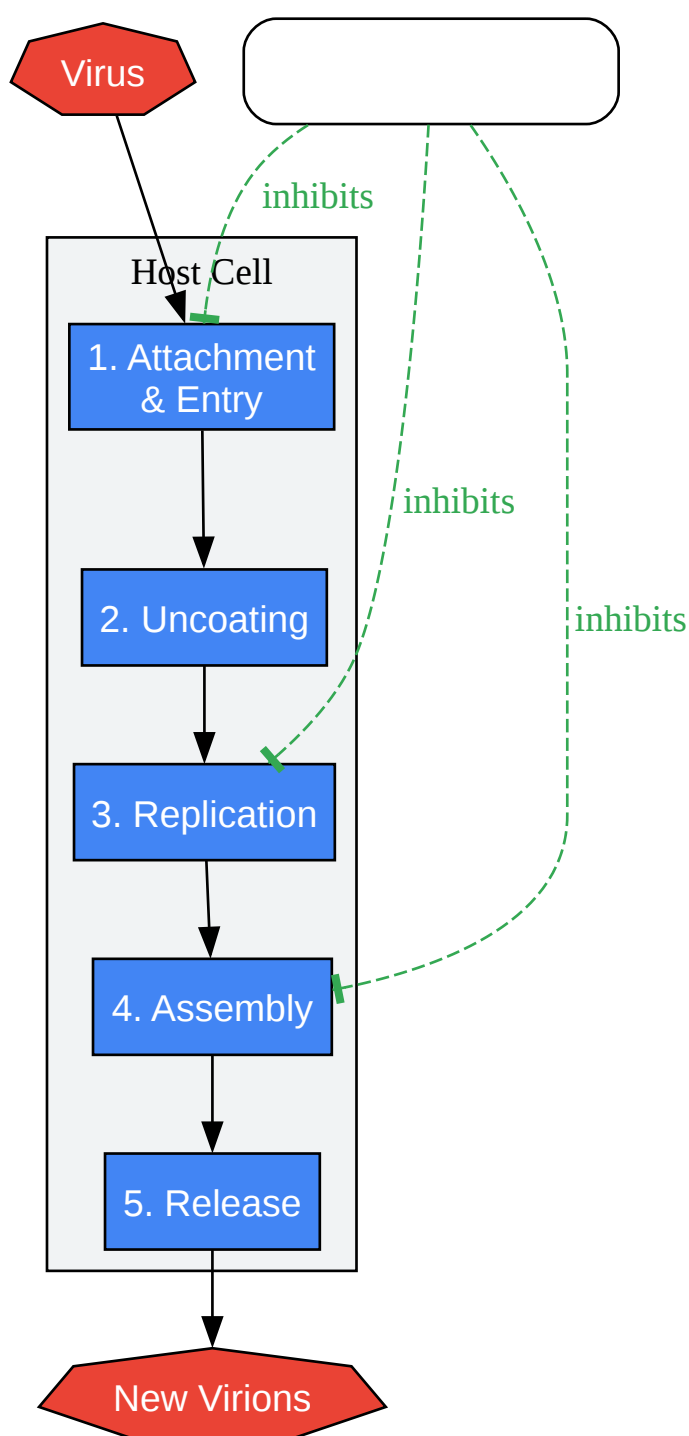 Virus
inhibits
Host Cell
1. Attachment
& Entry
inhibits
2. Uncoating
inhibits
3. Replication
4. Assembly
5. Release
New Virions